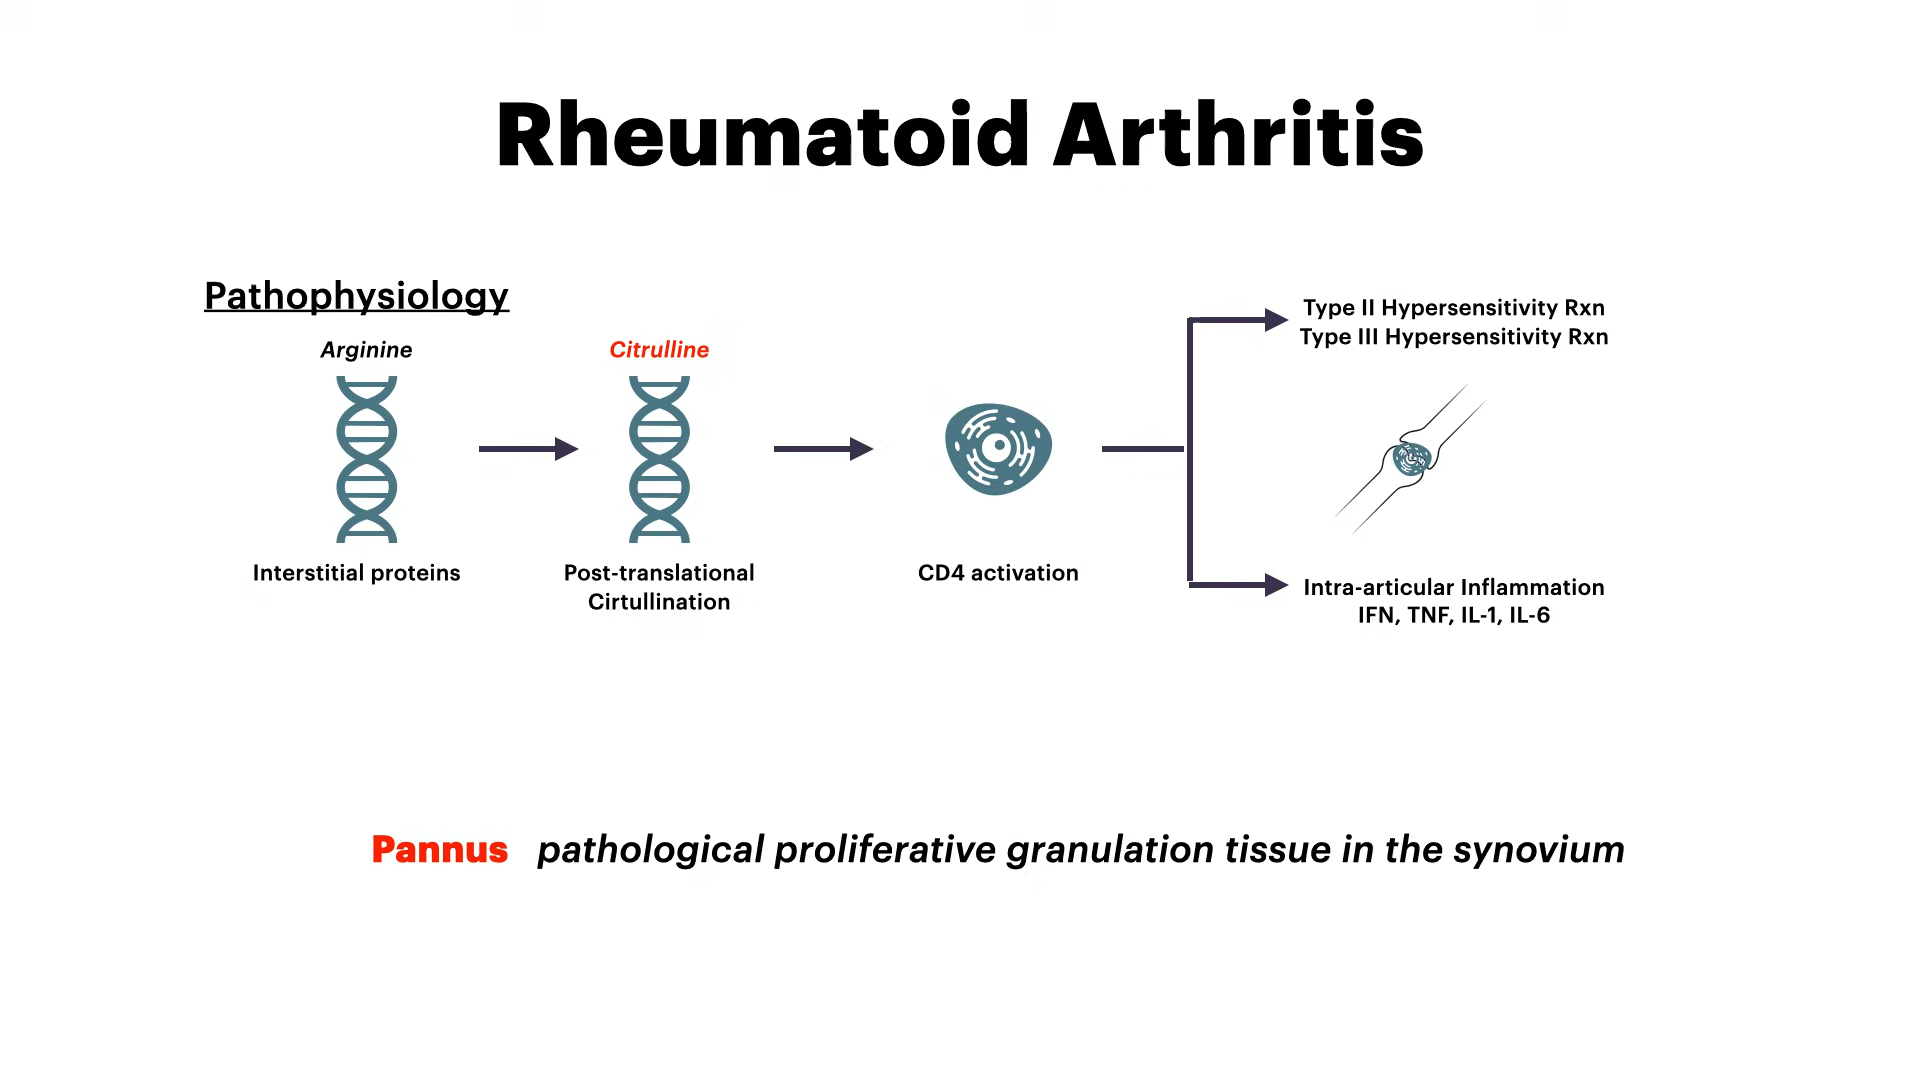 Rheumatoid Arthritis
Pathophysiology
Arginine
Interstitial proteins
Citrulline
Post-translational
Cirtullination
CD4 activation
Type II Hypersensitivity Rxn
Type III Hypersensitivity Rxn
Intra-articular Inflammation
IFN, TNF, IL-1, IL-6
Pannus pathological proliferative granulation tissue in the synovium